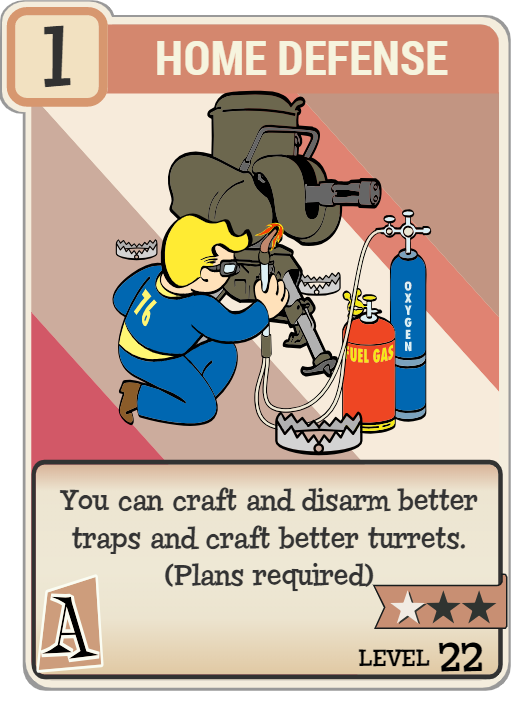 1
HOME DEFENSE
76
OXYGEN
FUEL GAS
You can craft and disarm better
traps and craft better turrets.
(Plans required)
A
LEVEL 22